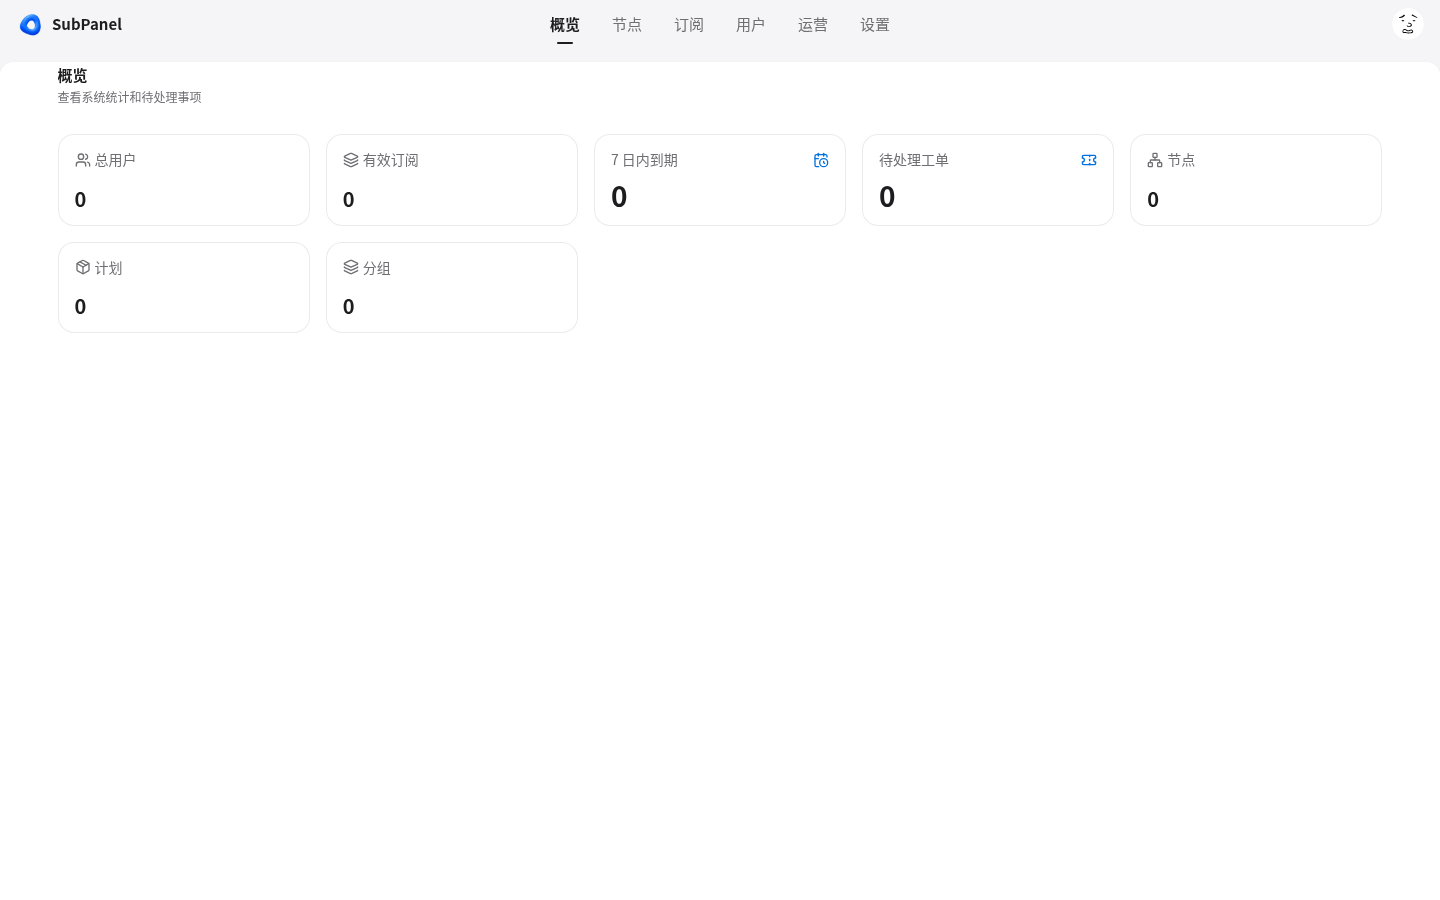 SubPanel
概览
节点
订阅
用户
运营
设置
概览
查看系统统计和待处理事项
总用户
0
有效订阅
0
7 日内到期
0
待处理工单
0
节点
0
计划
0
分组
0